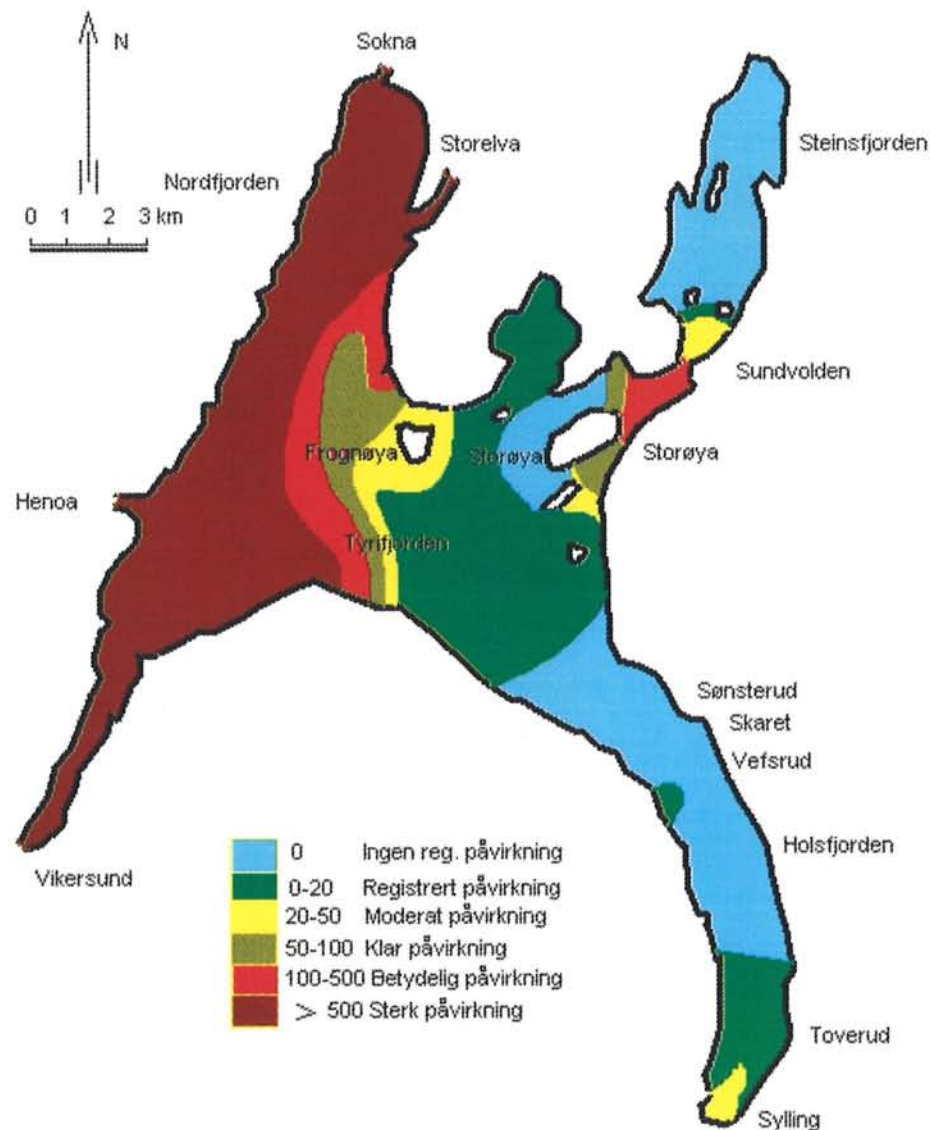 N
Sokna
Storelva
Steinsfjorden
Nordfjorden
0 1 2 3 km
Sundvolden
Frognøya
Storøya
Storøya
Henoa
Tyrifjorden
Sønsterud
Skaret
Vefsrud
Holsfjorden
Vikersund
0 Ingen reg. påvirkning
0-20 Registrert påvirkning
20-50 Moderat påvirkning
50-100 Klar påvirkning
100-500 Betydelig påvirkning
> 500 Sterk påvirkning
Toverud
Sylling